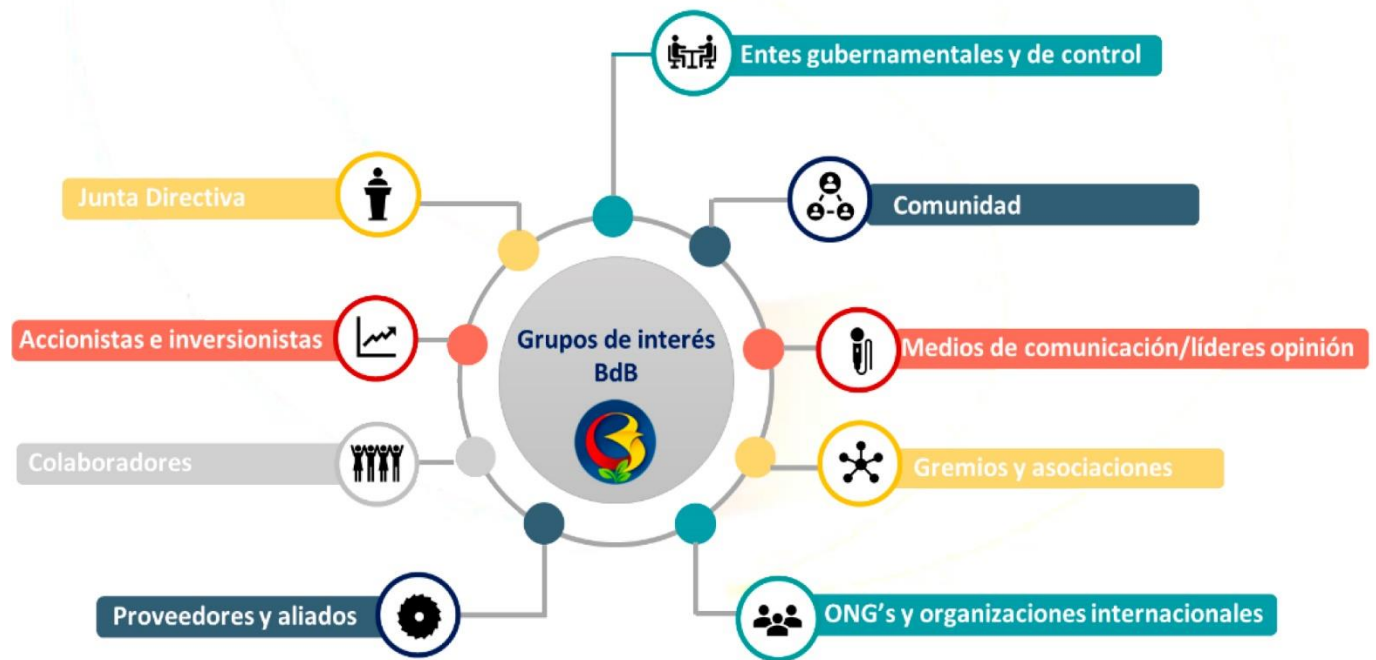 Entes gubernamentales y de control
Junta Directiva
Comunidad
Accionistas e inversionistas
Grupos de interés
BdB
Medios de comunicación/líderes opinión
Colaboradores
Gremios y asociaciones
Proveedores y aliados
ONG's y organizaciones internacionales